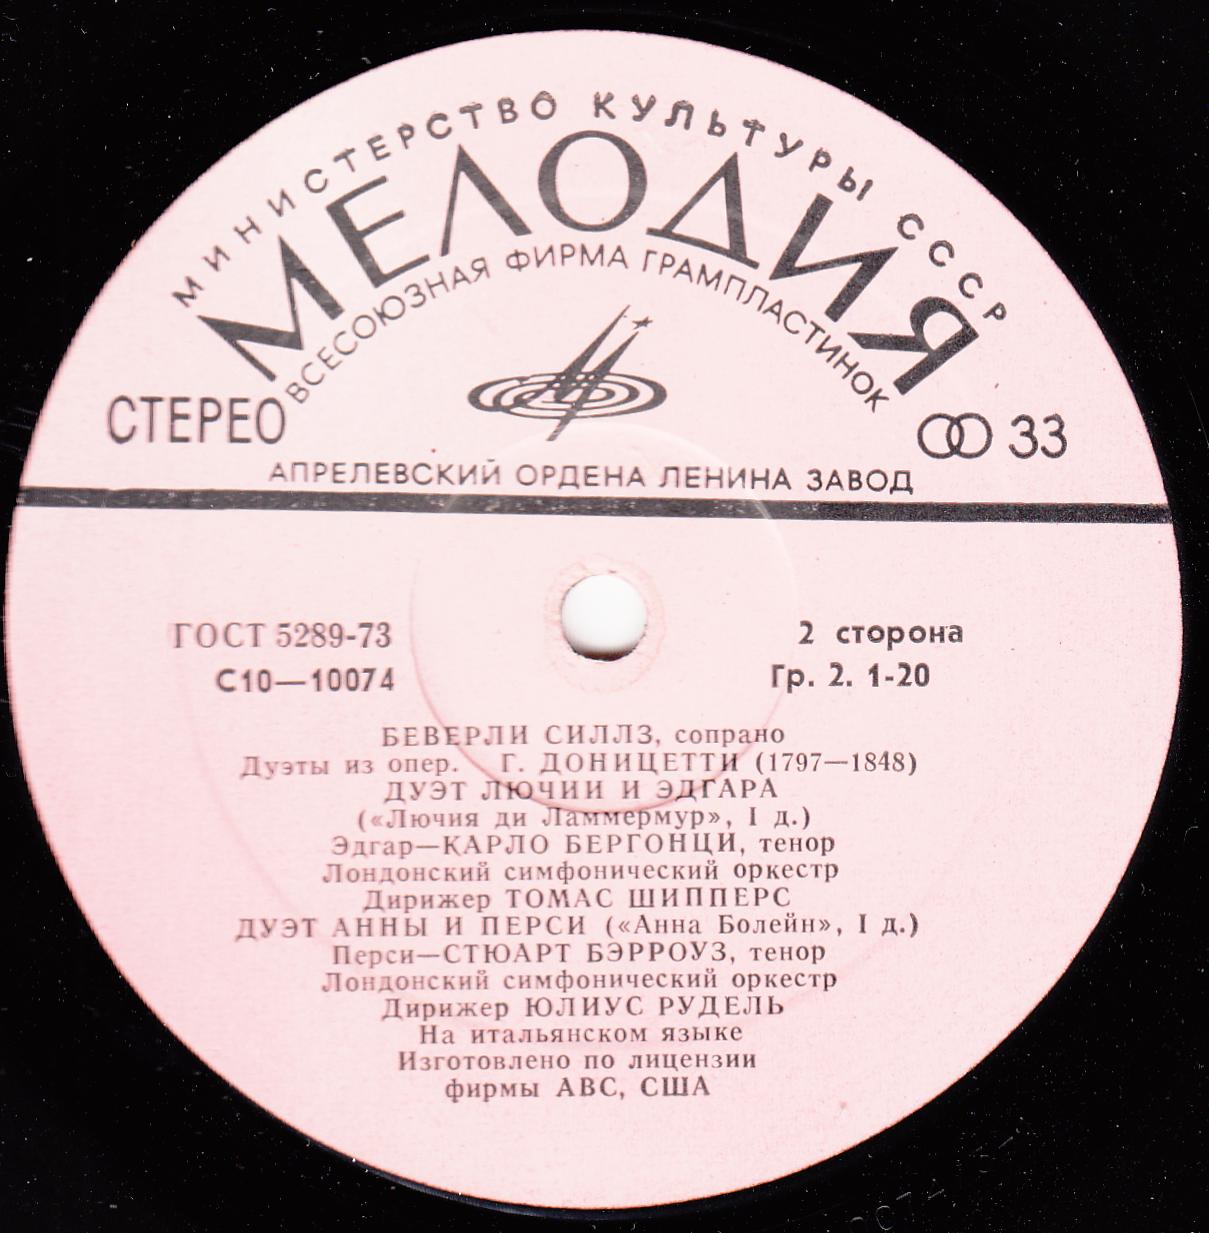 МИНИСТЕРСТВО КУЛЬТУРЫ СССР
МЕЛОДИЯ
ВСЕСОЮЗНАЯ ФИРМА ГРАМПЛАСТИНОК
СТЕРЕО
33
АПРЕЛЕВСКИЙ ОРДЕНА ЛЕНИНА ЗАВОД
ГОСТ 5289-73
2 сторона
С10—10074
Гр. 2. 1-20
БЕВЕРЛИ СИЛЛЗ, сопрано
Дуэты из опер. Г. ДОНИЦЕТТИ (1797—1848)
ДУЭТ ЛЮЧИИ И ЭДГАРА
(«Лючия ди Ламмермур», I д.)
Эдгар—КАРЛО БЕРГОНЦИ, тенор
Лондонский симфонический оркестр
Дирижер ТОМАС ШИППЕРС
ДУЭТ АННЫ И ПЕРСИ («Анна Болейн», I д.)
Перси—СТЮАРТ БЭРРОУЗ, тенор
Лондонский симфонический оркестр
Дирижер ЮЛИУС РУДЕЛЬ
На итальянском языке
Изготовлено по лицензии
фирмы АВС, США